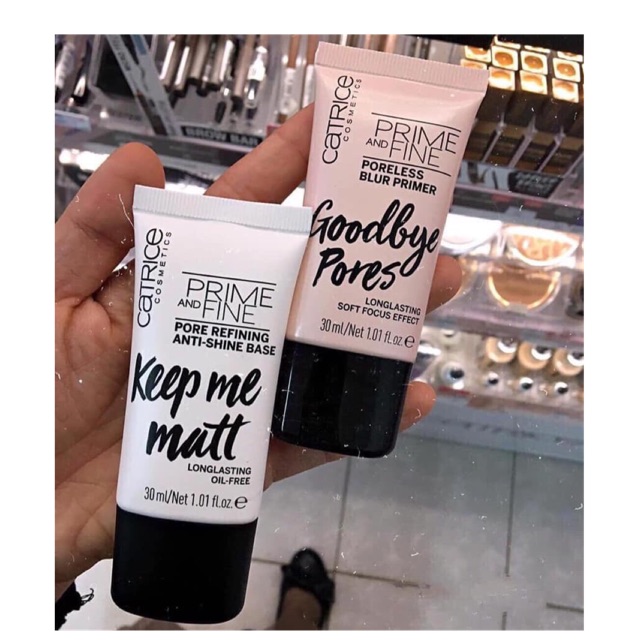 CATRICE
COSMETICS
PRIME
AND FINE
PORELESS
BLUR PRIMER
Goodbye
Pores
LONGLASTING
SOFT FOCUS EFFECT
30 ml/Net 1.01 fl.oz. e
CATRICE
COSMETICS
PRIME
AND FINE
PORE REFINING
ANTI-SHINE BASE
Keep me
matt
LONGLASTING
OIL-FREE
30 ml/Net 1.01 fl.oz. e
BROW BAR